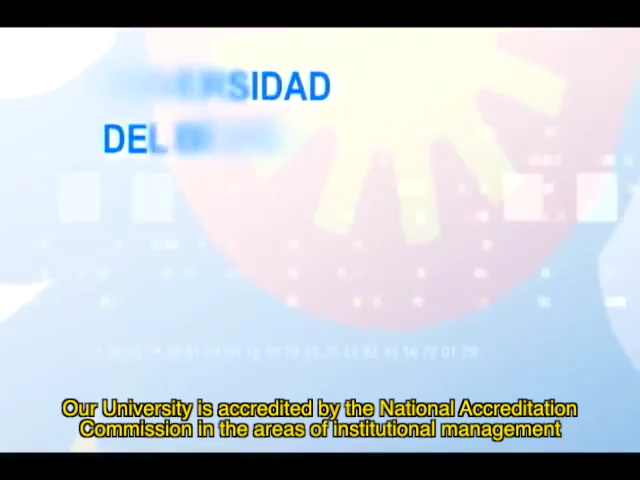 SIDAD
DEL
Our University is accredited by the National Accreditation
Commission in the areas of institutional management